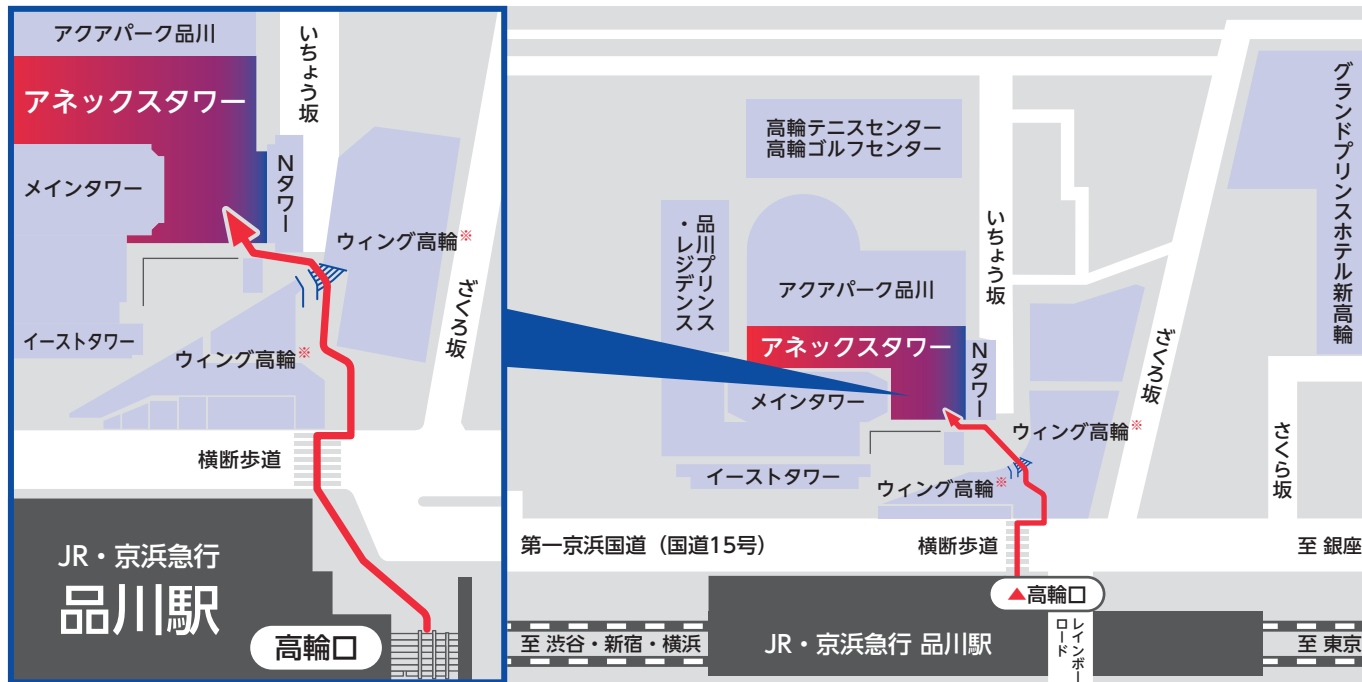 アクアパーク品川
いちょう坂
アネックスタワー
Nタワー
メインタワー
ウィング高輪※
ざくろ坂
イーストタワー
ウィング高輪※
横断歩道
JR・京浜急行
品川駅
高輪口
高輪テニスセンター
高輪ゴルフセンター
グランドプリンスホテル新高輪
品川プリンス
・レジデンス
いちょう坂
アクアパーク品川
ざくろ坂
アネックスタワー
Nタワー
メインタワー
ウィング高輪※
さくら坂
イーストタワー
ウィング高輪※
第一京浜国道（国道15号）
横断歩道
至 銀座
▲高輪口
至 渋谷・新宿・横浜
JR・京浜急行 品川駅
レインボー
ロード
至 東京